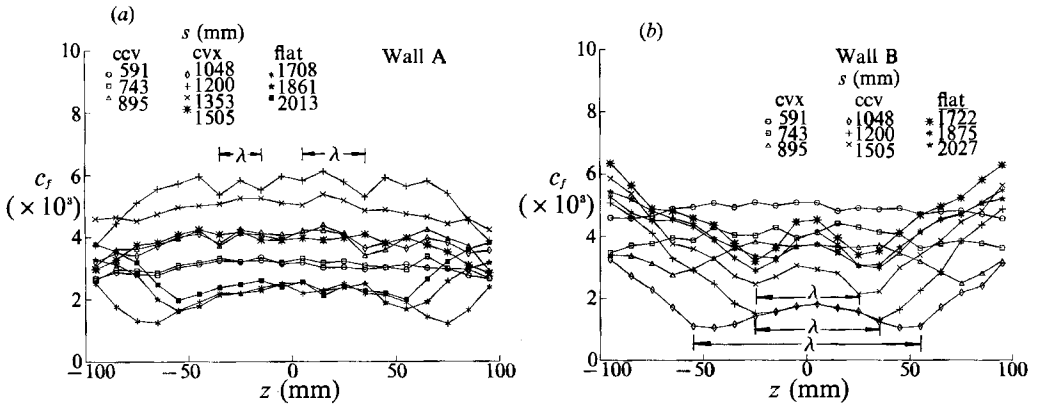 (a)
s (mm)
ccv cvx flat
591 1048 1708
743 1200 1861
895 1353 2013
1505
Wall A
10
8
6
4
2
0
c_f
(× 10³)
λ λ
−100 −50 0 50 100
z (mm)
(b)
Wall B
s (mm)
cvx ccv flat
591 1048 1722
743 1200 1875
895 1505 2027
10
8
6
4
2
0
c_f
(× 10³)
λ
λ
λ
−100 −50 0 50 100
z (mm)